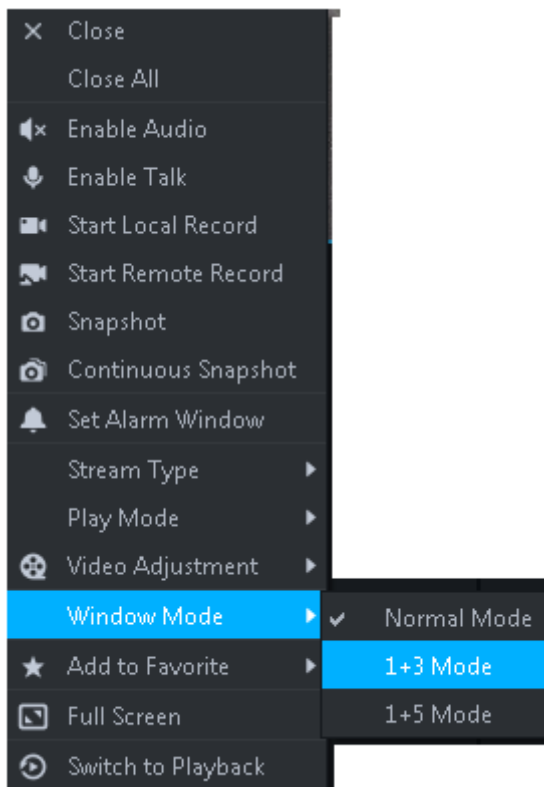 Close
Close All
Enable Audio
Enable Talk
Start Local Record
Start Remote Record
Snapshot
Continuous Snapshot
Set Alarm Window
Stream Type
Play Mode
Video Adjustment
Window Mode
Normal Mode
1+3 Mode
1+5 Mode
Add to Favorite
Full Screen
Switch to Playback